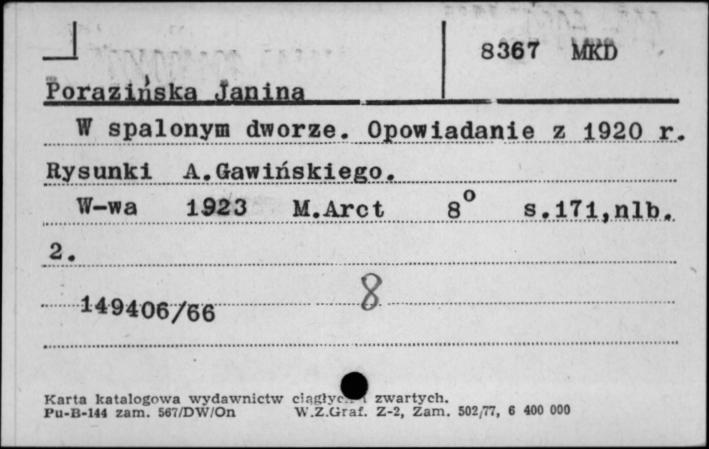 8367 MKD
Porazińska Janina
W spalonym dworze. Opowiadanie z 1920 r.
Rysunki A.Gawińskiego.
W-wa 1923 M.Arct 8° s.171,nlb.
2.
8
149406/66
Karta katalogowa wydawnictw i zwartych.
Pu-B-144 zam. 567/DW/On W.Z.Graf. Z-2, Zam. 502/77, 6 400 000